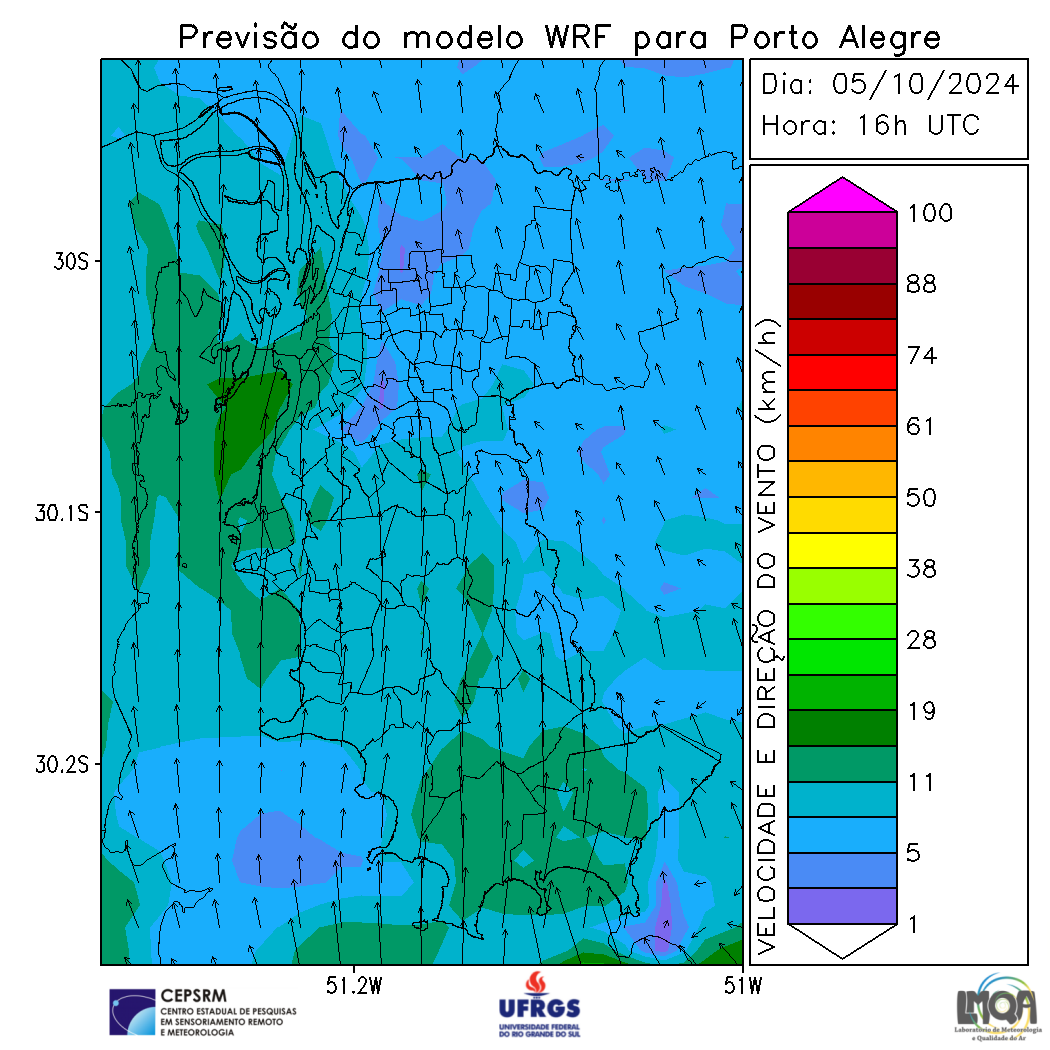 Previsão do modelo WRF para Porto Alegre
Dia: 05/10/2024
Hora: 16h UTC
30S
30.1S
30.2S
51.2W
51W
VELOCIDADE E DIREÇÃO DO VENTO (km/h)
100
88
74
61
50
38
28
19
11
5
1
CEPSRM
CENTRO ESTADUAL DE PESQUISAS
EM SENSORIAMENTO REMOTO
E METEOROLOGIA
UFRGS
UNIVERSIDADE FEDERAL
DO RIO GRANDE DO SUL
LMQA
Laboratório de Meteorologia
e Qualidade do Ar